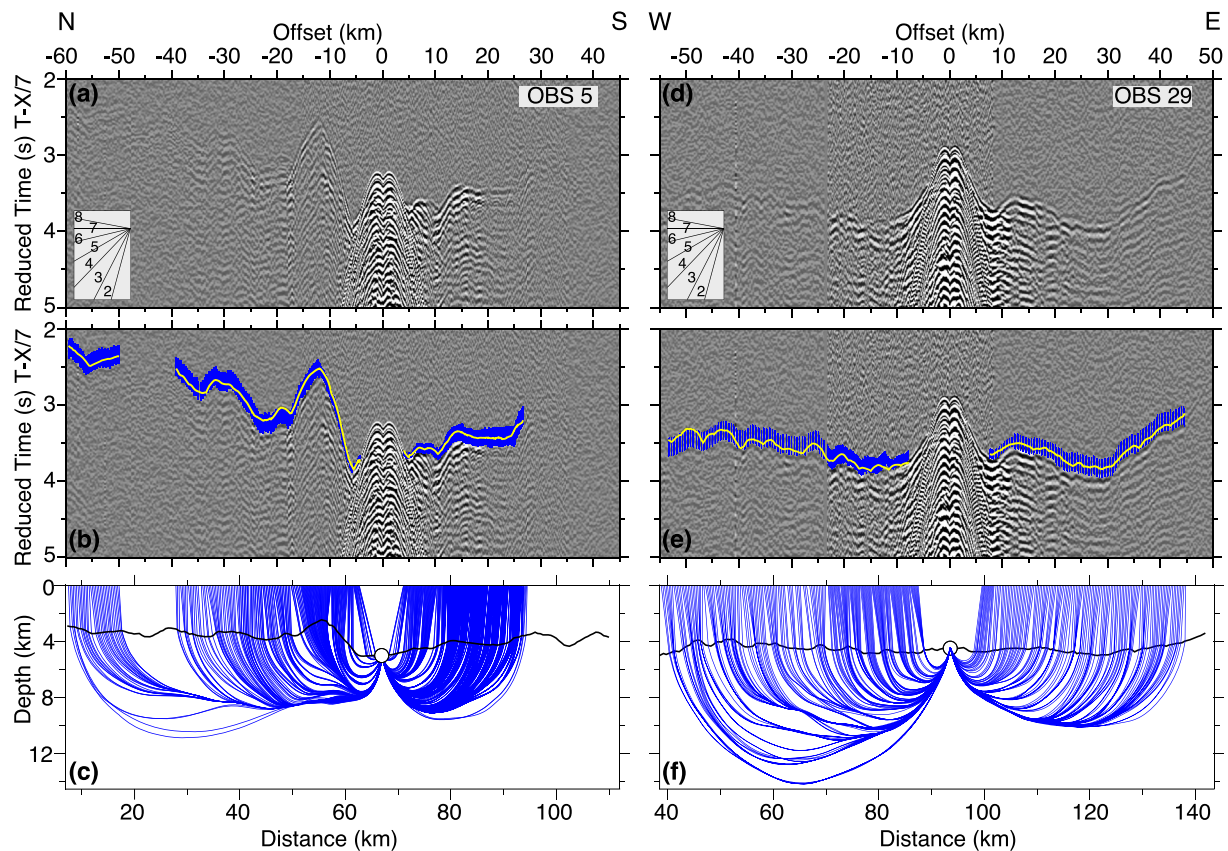 N S W E
Offset (km) Offset (km)
-60 -50 -40 -30 -20 -10 0 10 20 30 40
-50 -40 -30 -20 -10 0 10 20 30 40 50
Reduced Time (s) T-X/7
2
3
4
5
(a)
OBS 5
8
7
6
5
4
3
2
(d)
OBS 29
Reduced Time (s) T-X/7
8
7
6
5
4
3
2
Reduced Time (s) T-X/7
2
3
4
5
(b)
(e)
Depth (km)
0
4
8
12
(c)
(f)
20 40 60 80 100
40 60 80 100 120 140
Distance (km) Distance (km)